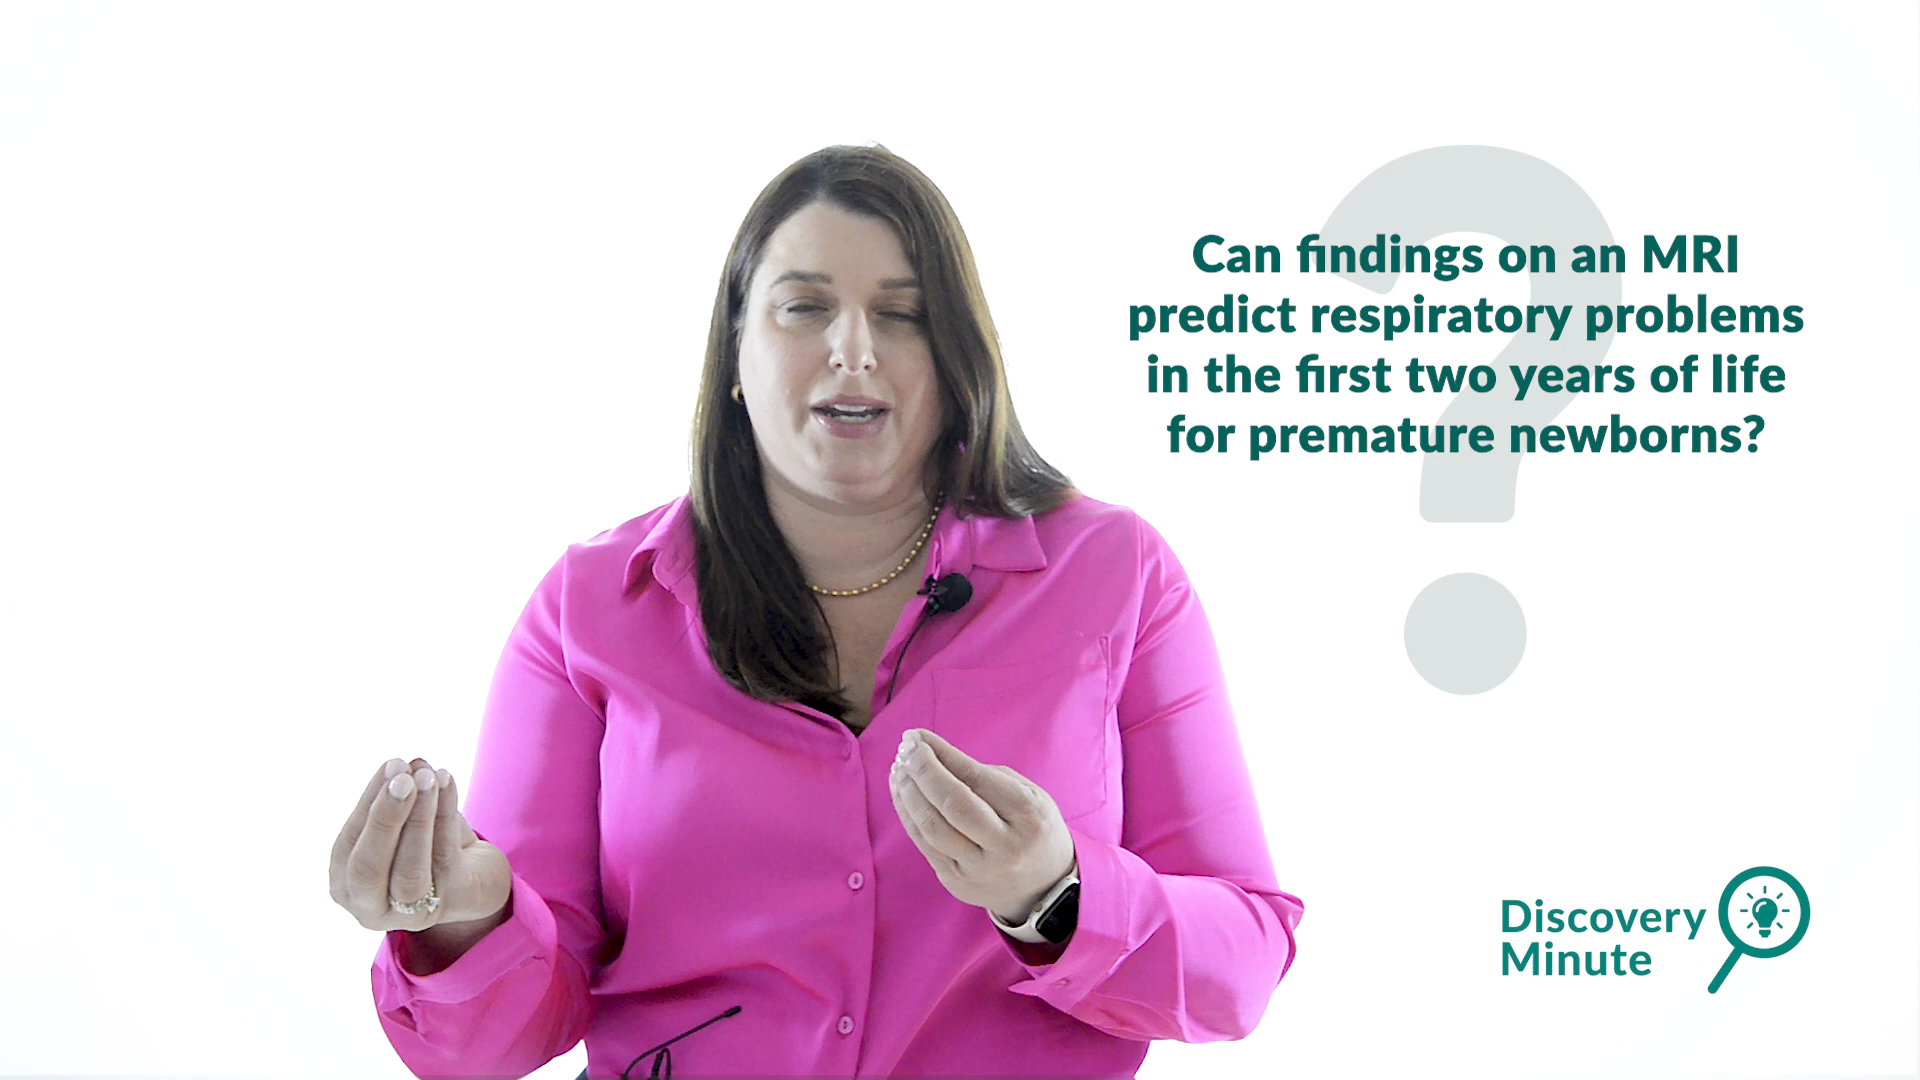 Can findings on an MRI
predict respiratory problems
in the first two years of life
for premature newborns?
Discovery
Minute